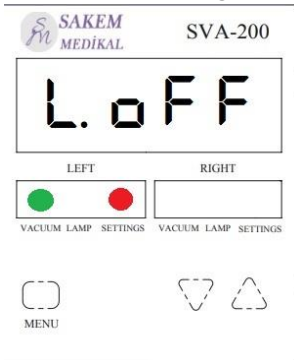 SAKEM
MEDİKAL
SVA-200
L.oFF
LEFT RIGHT
VACUUM LAMP SETTINGS VACUUM LAMP SETTINGS
MENU